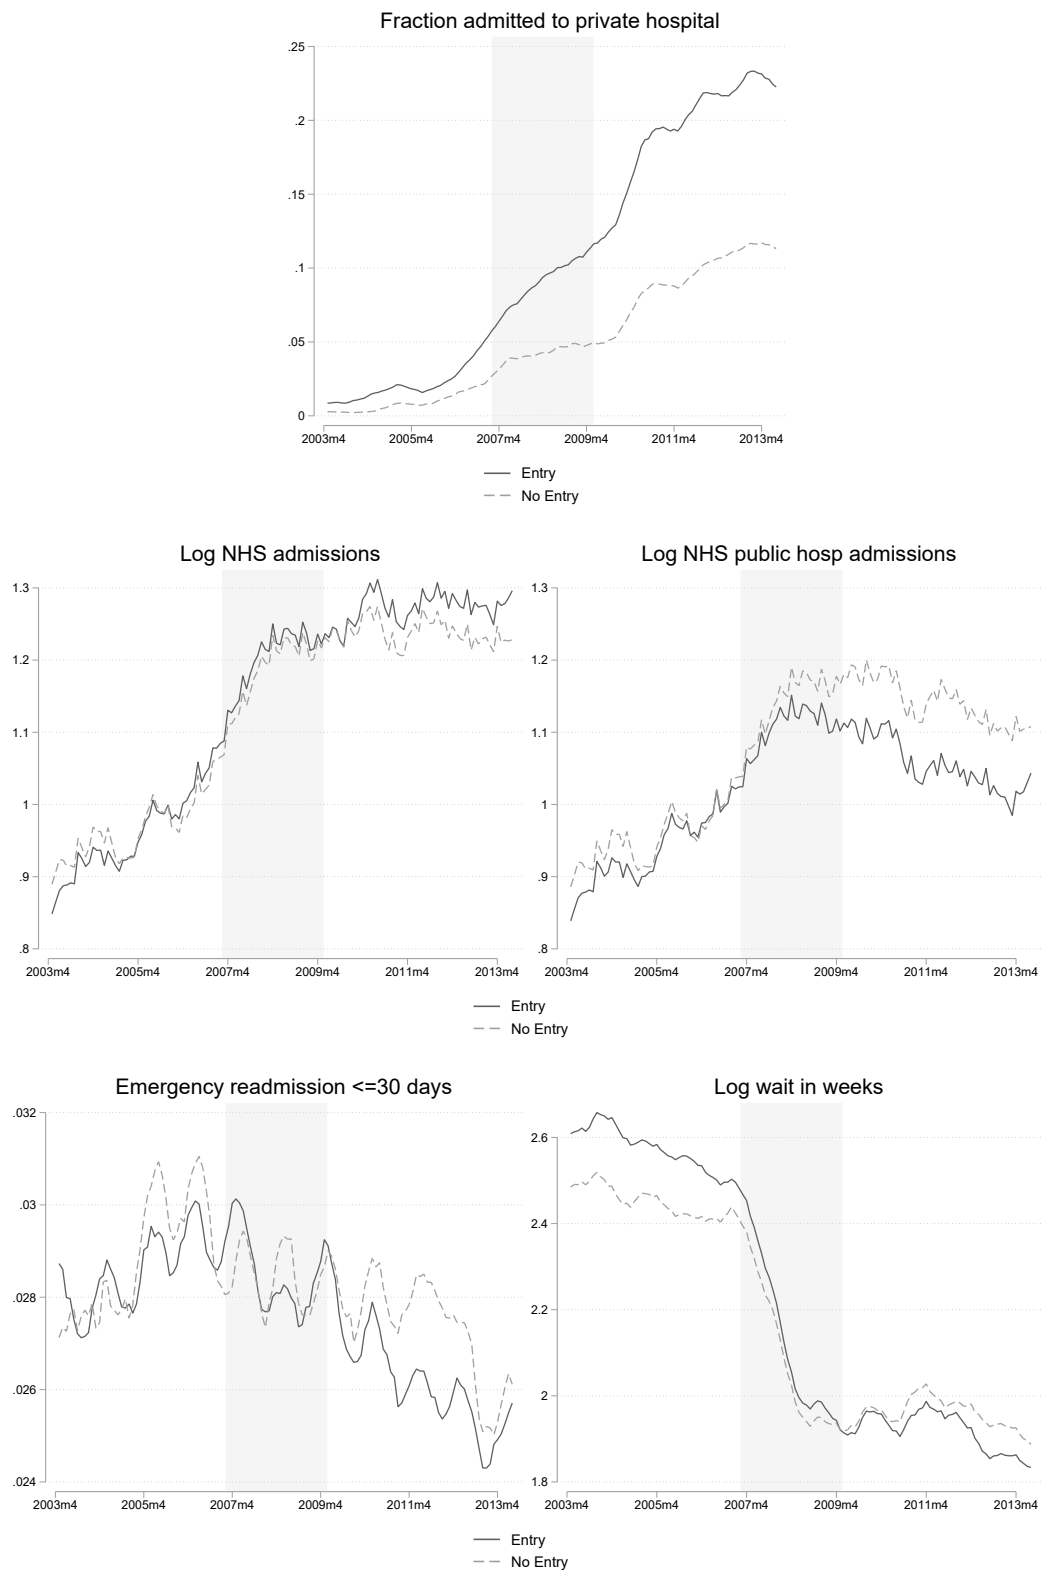 Fraction admitted to private hospital
.25
.2
.15
.1
.05
0
2003m4 2005m4 2007m4 2009m4 2011m4 2013m4
Entry
No Entry
Log NHS admissions
1.3
1.2
1.1
1
.9
.8
2003m4 2005m4 2007m4 2009m4 2011m4 2013m4
Log NHS public hosp admissions
1.3
1.2
1.1
1
.9
.8
2003m4 2005m4 2007m4 2009m4 2011m4 2013m4
Entry
No Entry
Emergency readmission <=30 days
.032
.03
.028
.026
.024
2003m4 2005m4 2007m4 2009m4 2011m4 2013m4
Log wait in weeks
2.6
2.4
2.2
2
1.8
2003m4 2005m4 2007m4 2009m4 2011m4 2013m4
Entry
No Entry